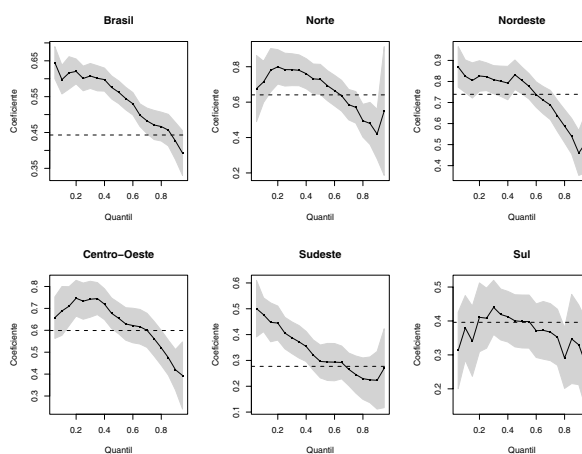 Brasil
Norte
Nordeste
Coeficiente
0.35 0.45 0.55 0.65
0.2 0.4 0.6 0.8
Quantil
Coeficiente
0.2 0.4 0.6 0.8
0.2 0.4 0.6 0.8
Quantil
Coeficiente
0.4 0.5 0.6 0.7 0.8 0.9
0.2 0.4 0.6 0.8
Quantil
Centro−Oeste
Sudeste
Sul
Coeficiente
0.3 0.4 0.5 0.6 0.7 0.8
0.2 0.4 0.6 0.8
Quantil
Coeficiente
0.1 0.2 0.3 0.4 0.5 0.6
0.2 0.4 0.6 0.8
Quantil
Coeficiente
0.2 0.3 0.4 0.5
0.2 0.4 0.6 0.8
Quantil